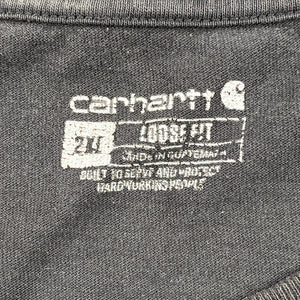 carhartt
2XL LOOSE FIT
MADE IN GUATEMALA
BUILT TO SERVE AND PROTECT
HARDWORKING PEOPLE